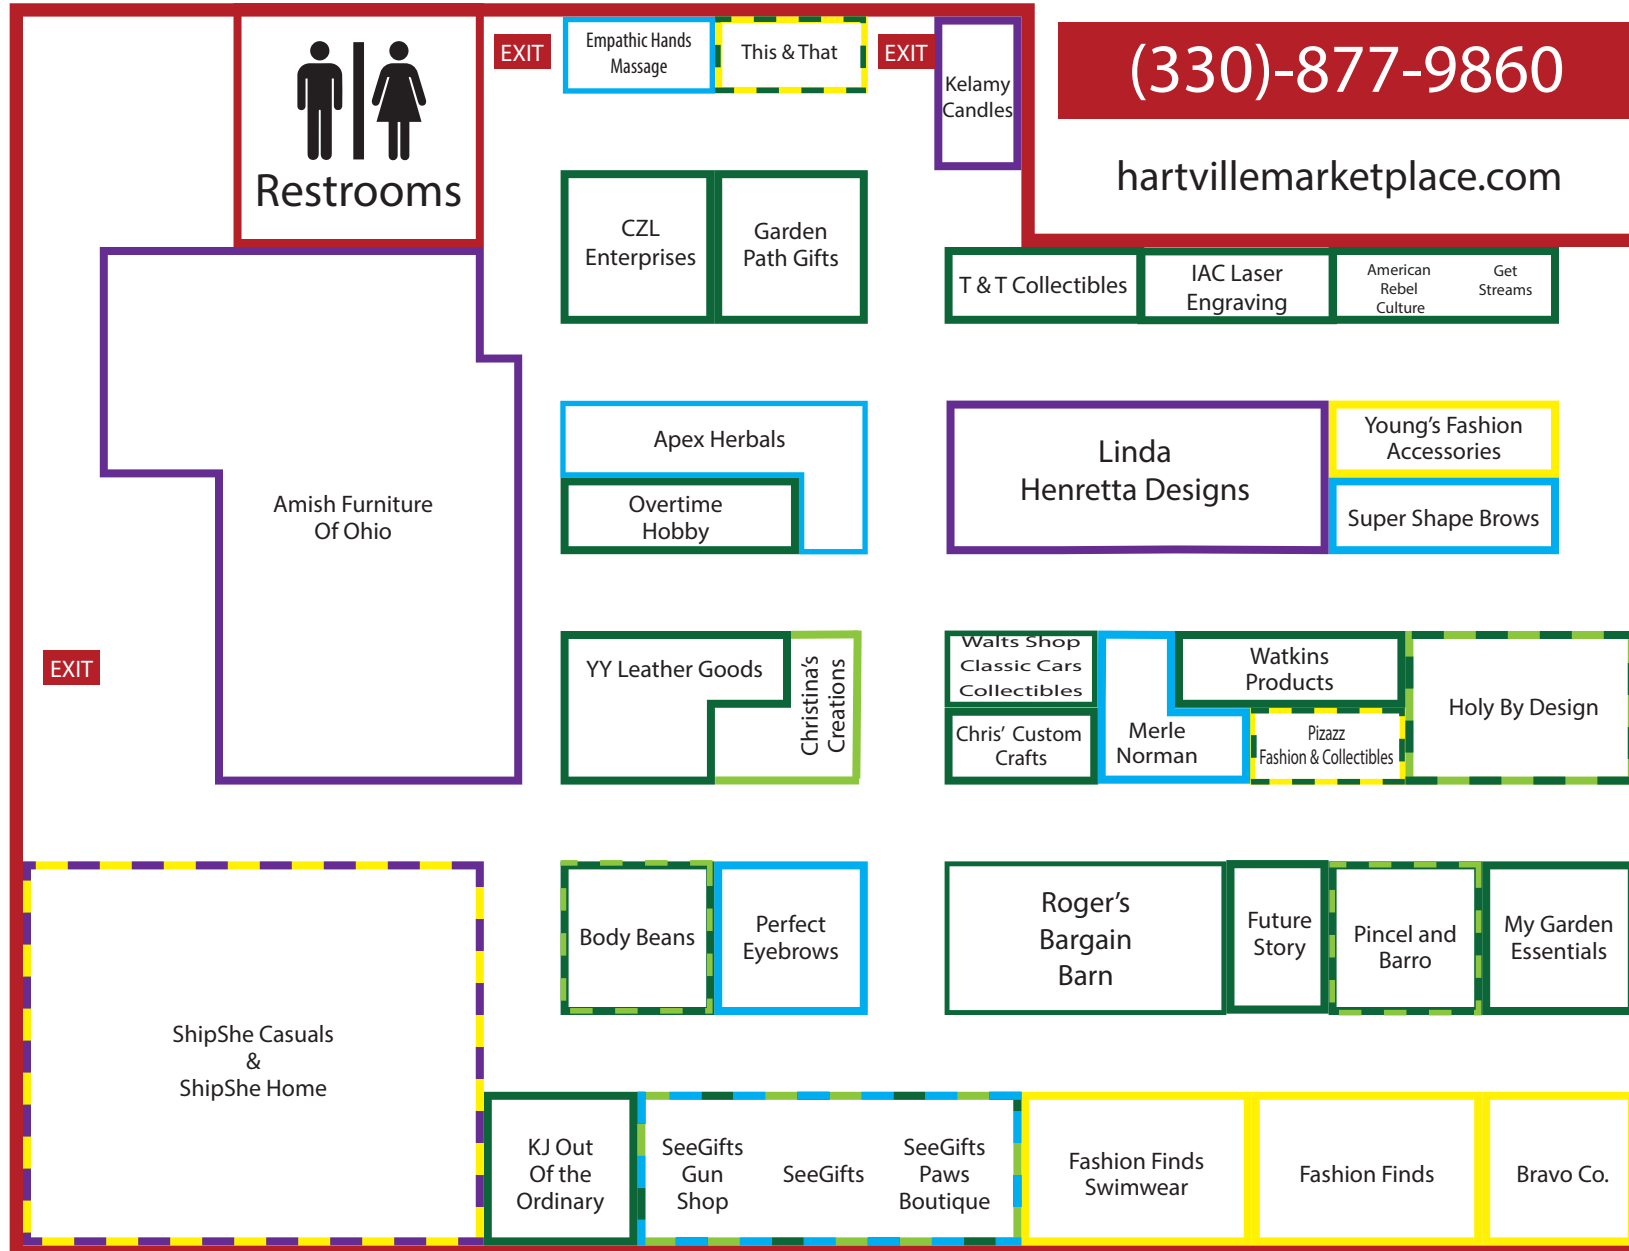 EXIT
Empathic Hands
Massage
This & That
EXIT
Kelamy
Candles
(330)-877-9860
hartvillemarketplace.com
Restrooms
CZL
Enterprises
Garden
Path Gifts
T & T Collectibles
IAC Laser
Engraving
American
Rebel
Culture
Get
Streams
Amish Furniture
Of Ohio
Apex Herbals
Overtime
Hobby
Linda
Henretta Designs
Young's Fashion
Accessories
Super Shape Brows
EXIT
YY Leather Goods
Christina's
Creations
Walts Shop
Classic Cars
Collectibles
Chris' Custom
Crafts
Merle
Norman
Watkins
Products
Pizazz
Fashion & Collectibles
Holy By Design
ShipShe Casuals
&
ShipShe Home
Body Beans
Perfect
Eyebrows
Roger's
Bargain
Barn
Future
Story
Pincel and
Barro
My Garden
Essentials
KJ Out
Of the
Ordinary
SeeGifts
Gun
Shop
SeeGifts
SeeGifts
Paws
Boutique
Fashion Finds
Swimwear
Fashion Finds
Bravo Co.